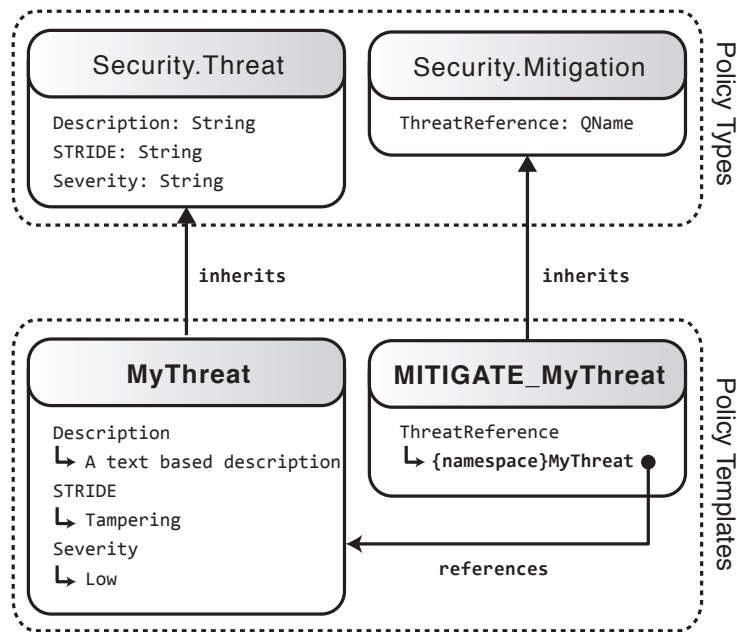 Security.Threat
Description: String
STRIDE: String
Severity: String
Security.Mitigation
ThreatReference: QName
Policy Types
inherits
inherits
MyThreat
Description
A text based description
STRIDE
Tampering
Severity
Low
MITIGATE_MyThreat
ThreatReference
{namespace}MyThreat
references
Policy Templates